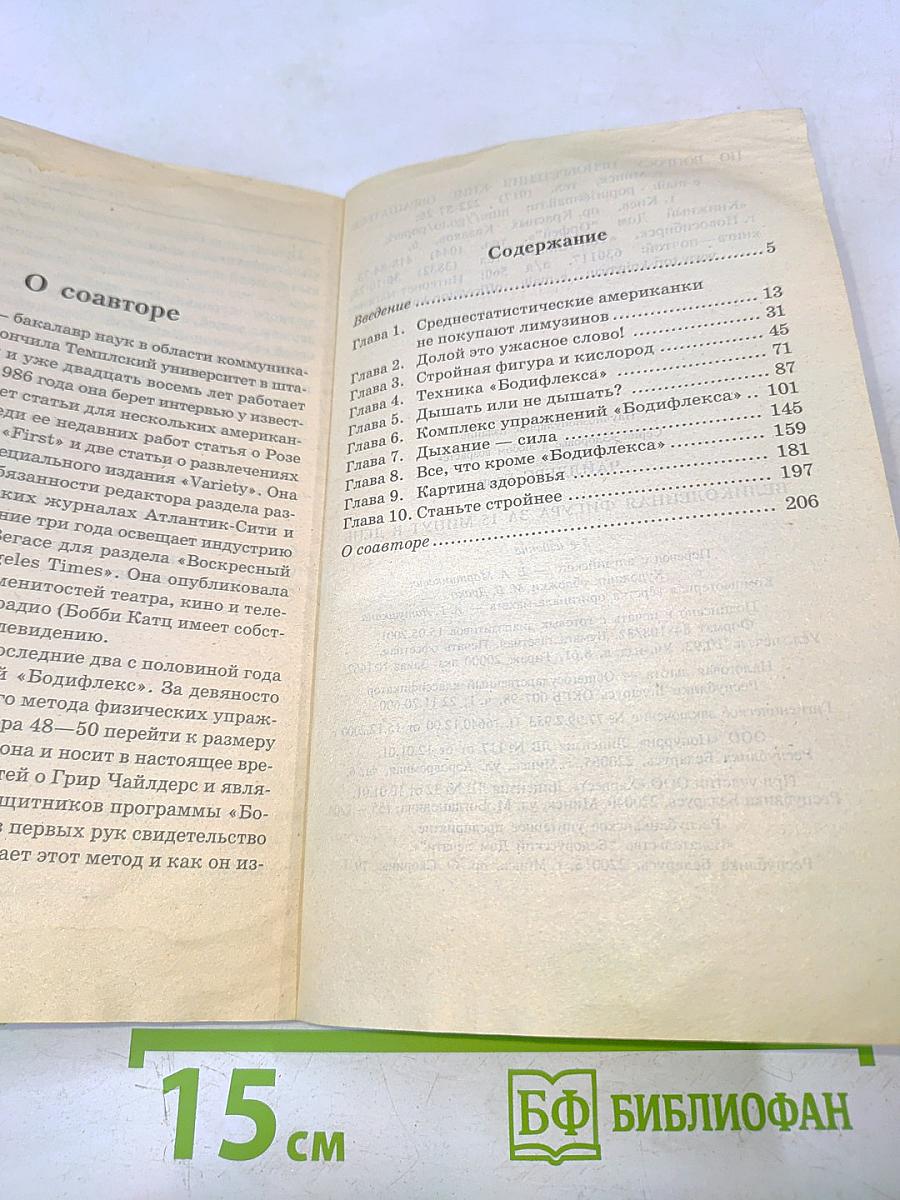 О соавторе
— бакалавр наук в области коммуника-
ончила Темплский университет в шта-
и уже двадцать восемь лет работает
1986 года она берет интервью у извест-
ет статьи для нескольких американ-
еди ее недавних работ статья о Розе
«First» и две статьи о развлечениях
пециального издания «Variety». Она
бязанности редактора раздела раз-
ских журналах Атлантик-Сити и
ние три года освещает индустрию
Вегасе для раздела «Воскресный
geles Times». Она опубликовала
менитостей театра, кино и теле-
радио (Бобби Катц имеет собст-
левидению.
последние два с половиной года
й «Бодифлекс». За девяносто
го метода физических упраж-
ра 48—50 перейти к размеру
она и носит в настоящее вре-
тей о Грир Чайлдерс и явля-
щитников программы «Бо-
з первых рук свидетельство
ает этот метод и как он из-
Содержание
Введение ........ 5
Глава 1. Среднестатистические американки
не покупают лимузинов ........ 13
Глава 2. Долой это ужасное слово! ........ 31
Глава 3. Стройная фигура и кислород ........ 45
Глава 4. Техника «Бодифлекса» ........ 71
Глава 5. Дышать или не дышать? ........ 87
Глава 6. Комплекс упражнений «Бодифлекса» .. 101
Глава 7. Дыхание — сила ........ 145
Глава 8. Все, что кроме «Бодифлекса» ........ 159
Глава 9. Картина здоровья ........ 181
Глава 10. Станьте стройнее ........ 197
О соавторе ........ 206
15 см
БФ БИБЛИОФАН